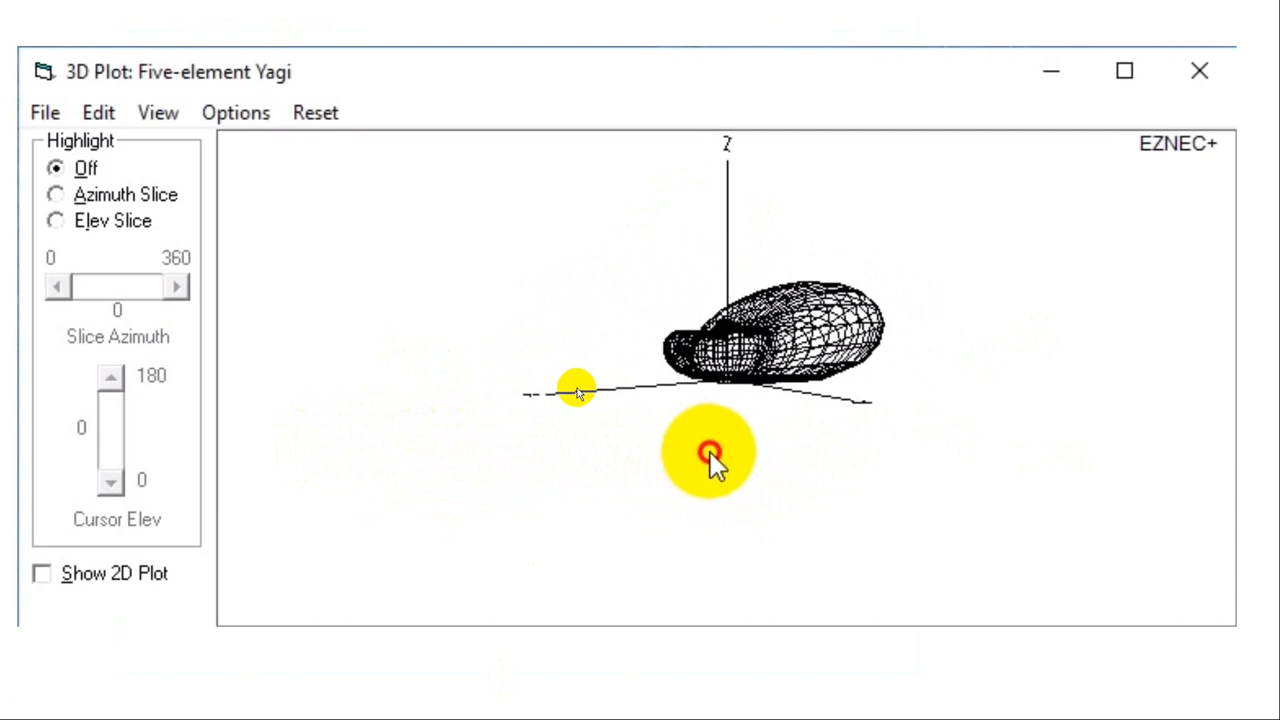 3D Plot: Five-element Yagi
File Edit View Options Reset
Highlight
Off
Azimuth Slice
Elev Slice
0 360
0
Slice Azimuth
180
0
0
Cursor Elev
Show 2D Plot
EZNEC+
Z